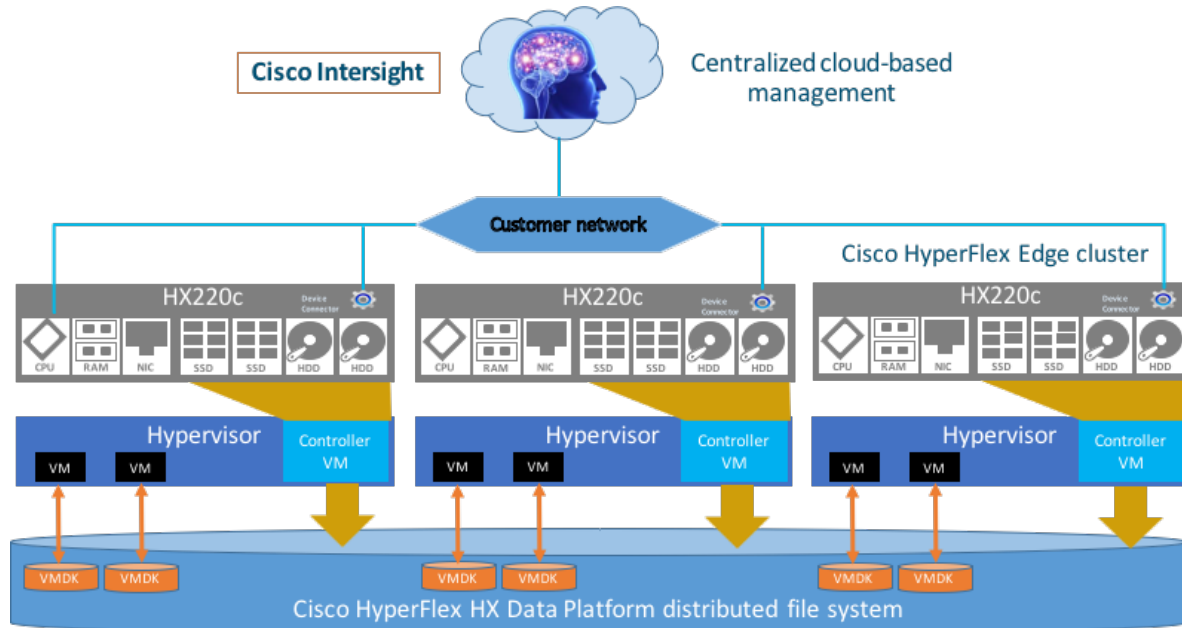 Cisco Intersight
Centralized cloud-based
management
Customer network
Cisco HyperFlex Edge cluster
HX220c
Device
Connector
CPU
RAM
NIC
SSD
SSD
HDD
HDD
HX220c
Device
Connector
CPU
RAM
NIC
SSD
SSD
HDD
HDD
HX220c
Device
Connector
CPU
RAM
NIC
SSD
SSD
HDD
HDD
Hypervisor
Controller
VM
VM
VM
Hypervisor
Controller
VM
VM
VM
Hypervisor
Controller
VM
VM
VM
VMDK
VMDK
VMDK
VMDK
VMDK
VMDK
Cisco HyperFlex HX Data Platform distributed file system